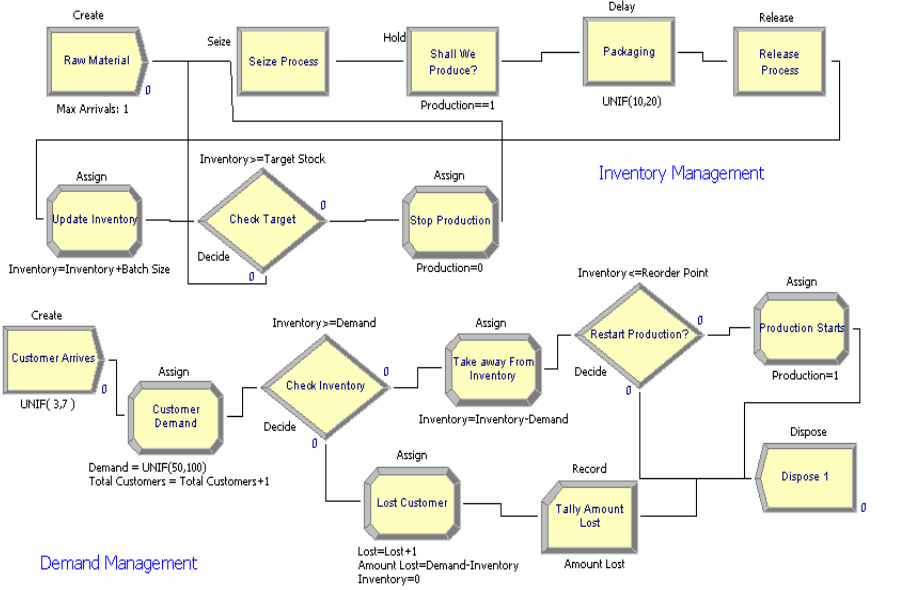 Create
Raw Material
0
Max Arrivals: 1
Seize
Seize Process
Hold
Shall We
Produce?
Production==1
Delay
Packaging
UNIF(10,20)
Release
Release
Process
Inventory Management
Assign
Update Inventory
Inventory=Inventory+Batch Size
Inventory>=Target Stock
Check Target
0
Decide
0
Assign
Stop Production
Production=0
Create
Customer Arrives
0
UNIF( 3,7 )
Assign
Customer
Demand
Demand = UNIF(50,100)
Total Customers = Total Customers+1
Inventory>=Demand
Check Inventory
0
Decide
0
Assign
Take away From
Inventory
Inventory=Inventory-Demand
Inventory<=Reorder Point
Restart Production?
0
Decide
0
Assign
Production Starts
Production=1
Assign
Lost Customer
Lost=Lost+1
Amount Lost=Demand-Inventory
Inventory=0
Record
Tally Amount
Lost
Amount Lost
Dispose
Dispose 1
0
Demand Management